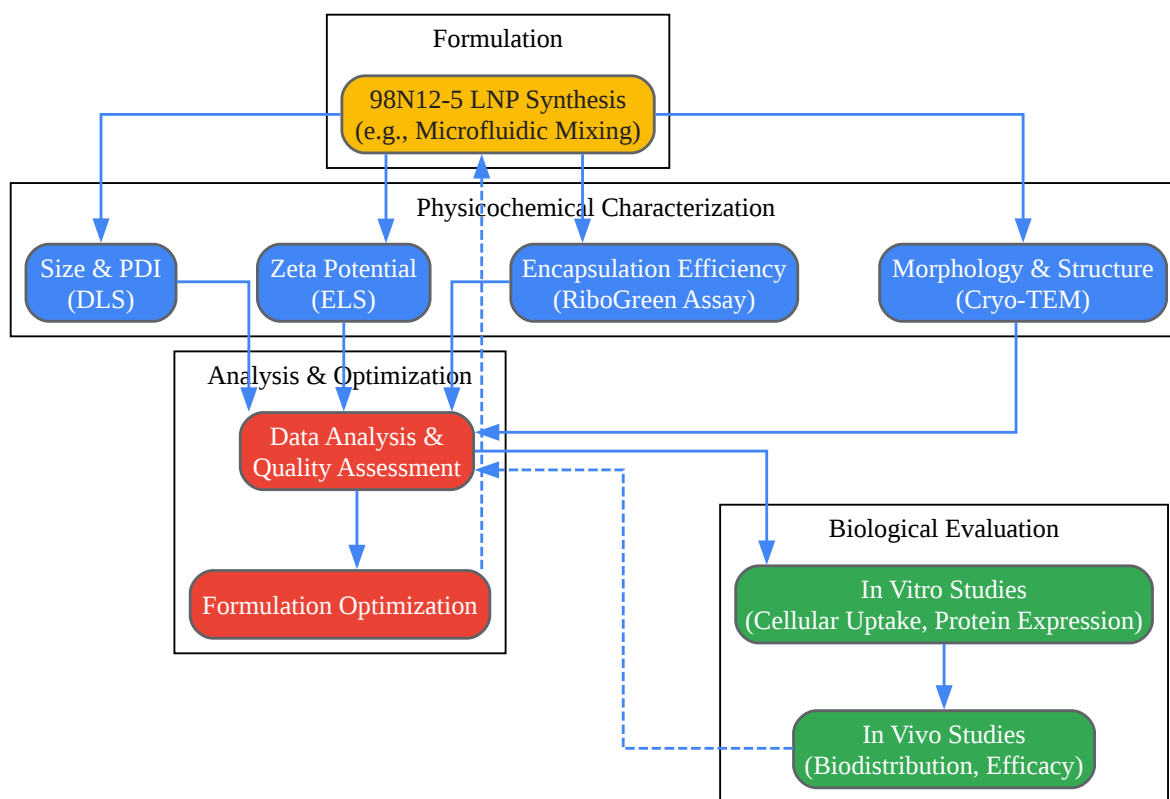 Formulation
98N12-5 LNP Synthesis
(e.g., Microfluidic Mixing)
Physicochemical Characterization
Size & PDI
(DLS)
Zeta Potential
(ELS)
Encapsulation Efficiency
(RiboGreen Assay)
Morphology & Structure
(Cryo-TEM)
Analysis & Optimization
Data Analysis &
Quality Assessment
Formulation Optimization
Biological Evaluation
In Vitro Studies
(Cellular Uptake, Protein Expression)
In Vivo Studies
(Biodistribution, Efficacy)